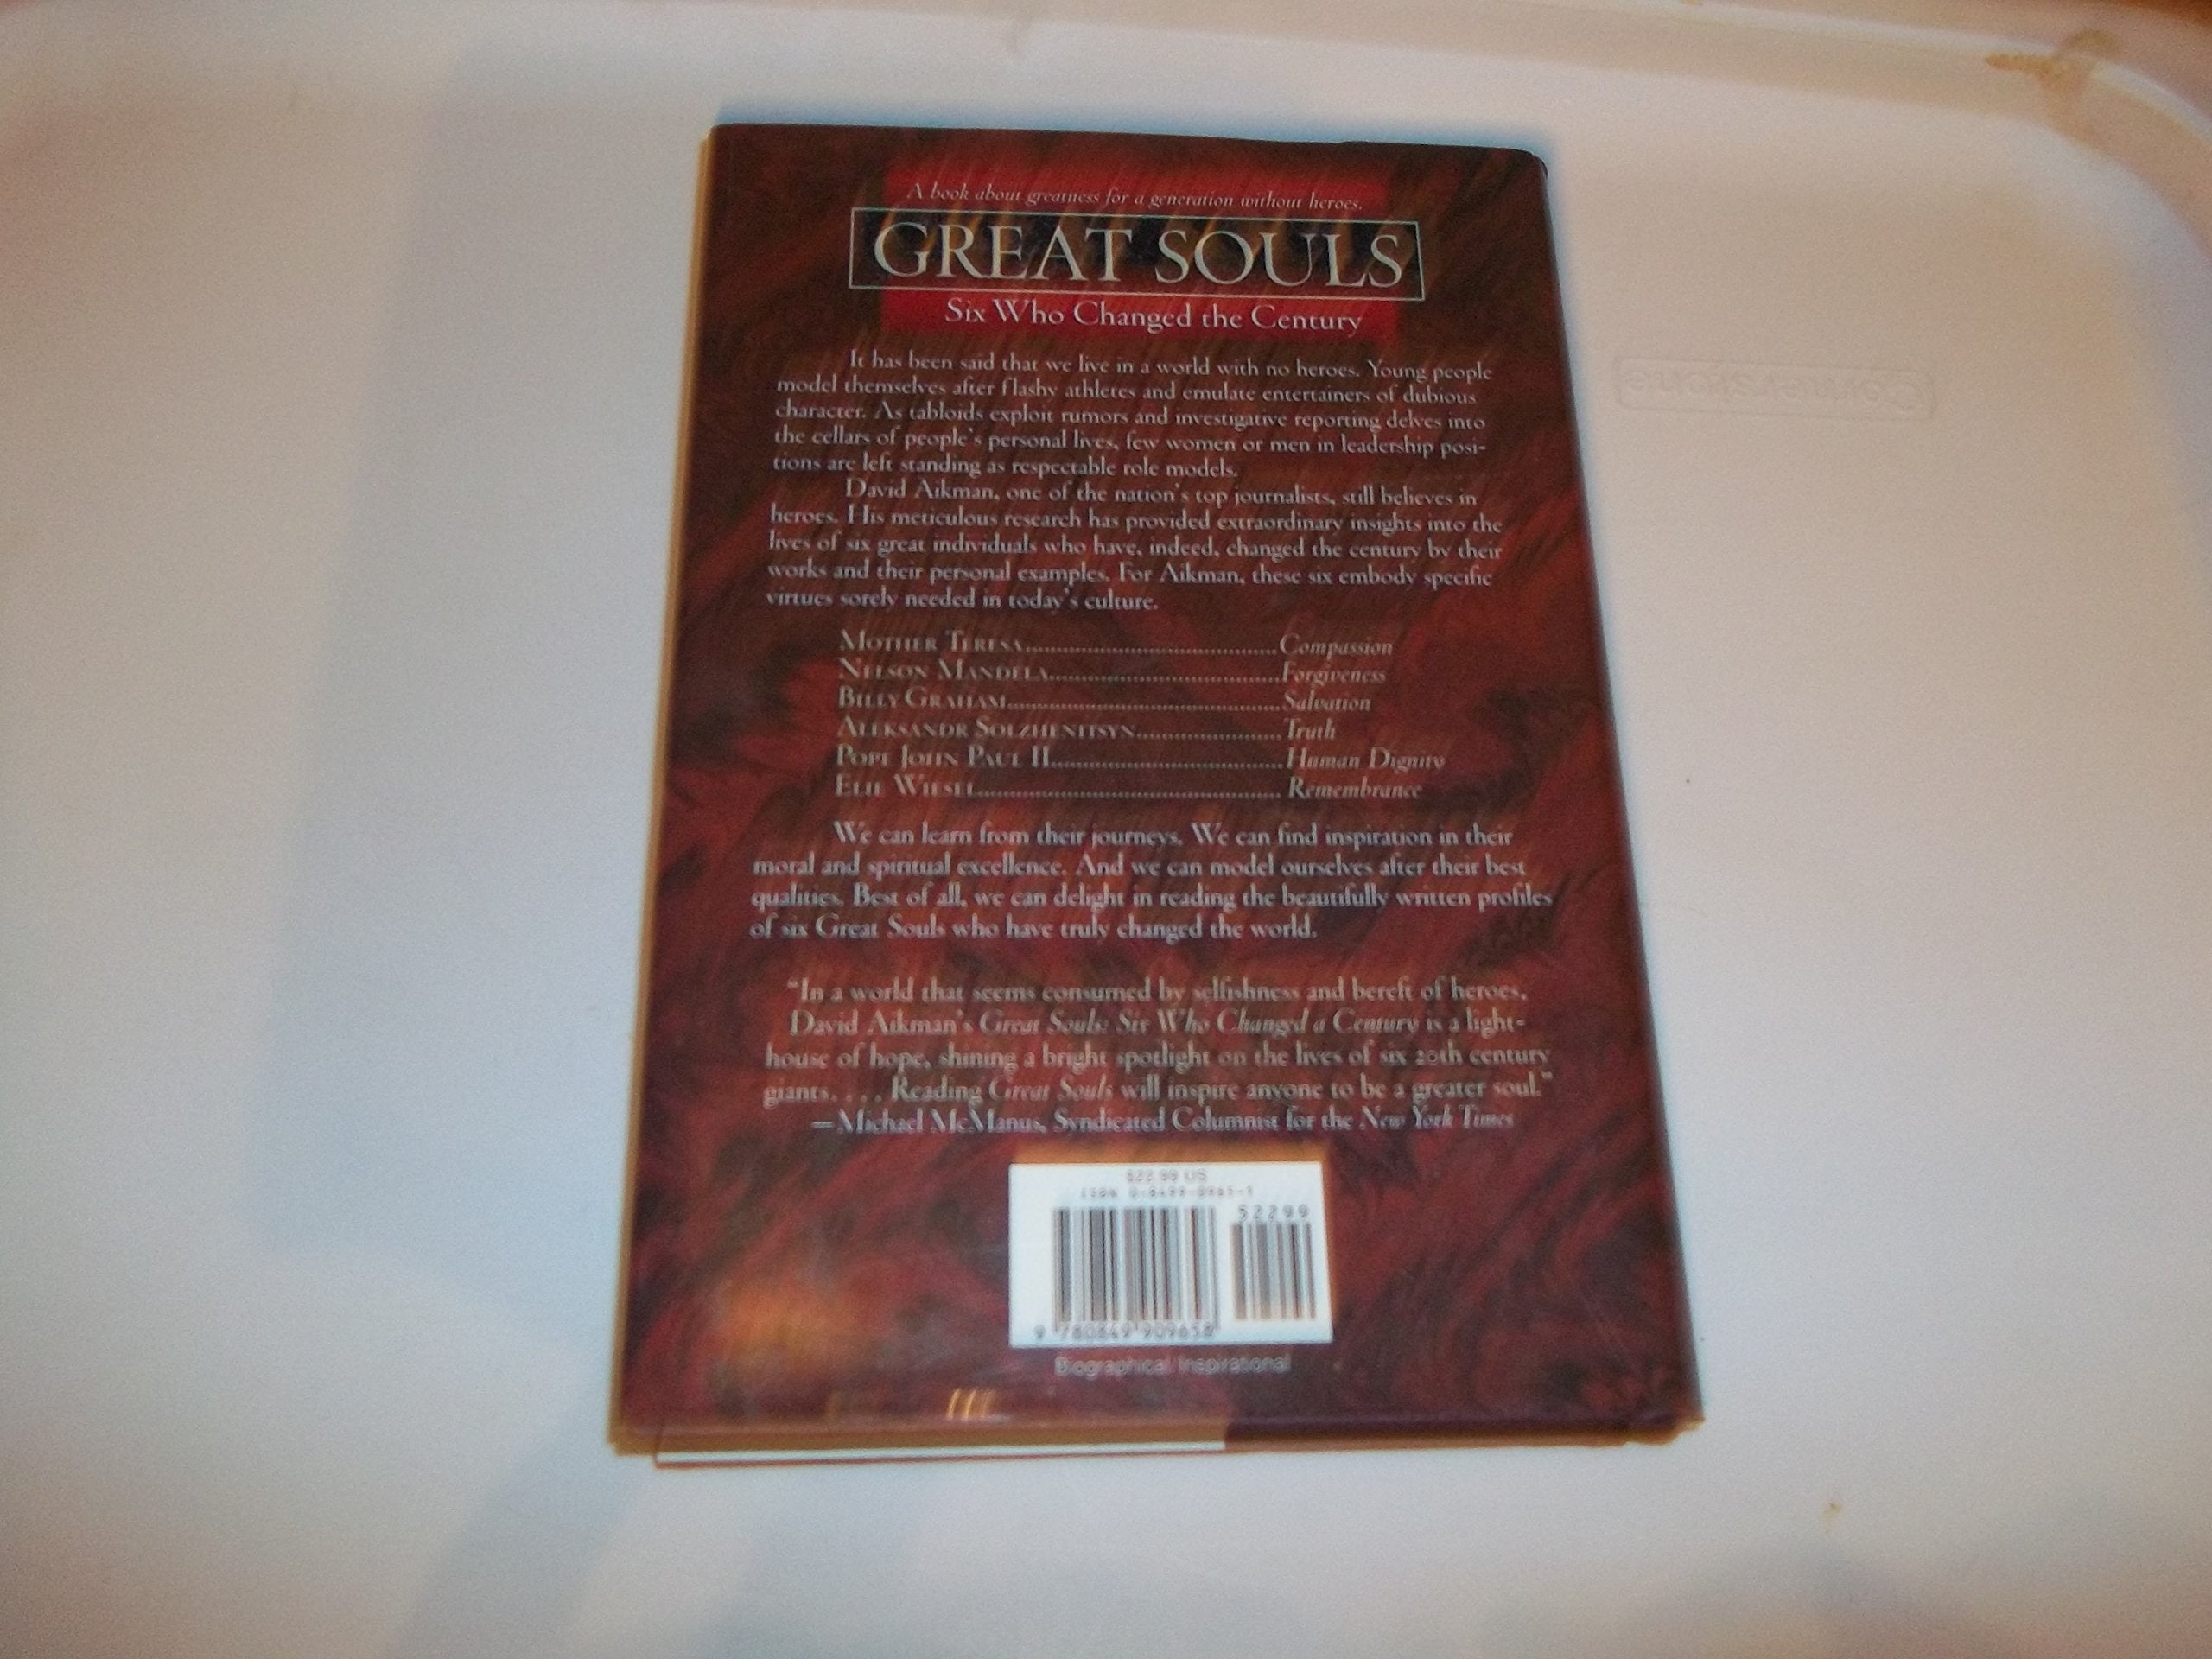 A book about greatness for a generation without heroes.
GREAT SOULS
Six Who Changed the Century
It has been said that we live in a world with no heroes. Young people
model themselves after flashy athletes and emulate entertainers of dubious
character. As tabloids exploit rumors and investigative reporting delves into
the cellars of people's personal lives, few women or men in leadership posi-
tions are left standing as respectable role models.
David Aikman, one of the nation's top journalists, still believes in
heroes. His meticulous research has provided extraordinary insights into the
lives of six great individuals who have, indeed, changed the century by their
works and their personal examples. For Aikman, these six embody specific
virtues sorely needed in today's culture.
MOTHER TERESA..............................Compassion
NELSON MANDELA..............................Forgiveness
BILLY GRAHAM..............................Salvation
ALEKSANDR SOLZHENITSYN..............................Truth
POPE JOHN PAUL II..............................Human Dignity
ELIE WIESEL..............................Remembrance
We can learn from their journeys. We can find inspiration in their
moral and spiritual excellence. And we can model ourselves after their best
qualities. Best of all, we can delight in reading the beautifully written profiles
of six Great Souls who have truly changed the world.
"In a world that seems consumed by selfishness and bereft of heroes,
David Aikman's Great Souls: Six Who Changed a Century is a light-
house of hope, shining a bright spotlight on the lives of six 20th century
giants. . . . Reading Great Souls will inspire anyone to be a greater soul."
—Michael McManus, Syndicated Columnist for the New York Times
$22.99 US
ISBN 0-8499-0965-1
52299
9 780849 909658
Biographical/Inspirational
cornerstone